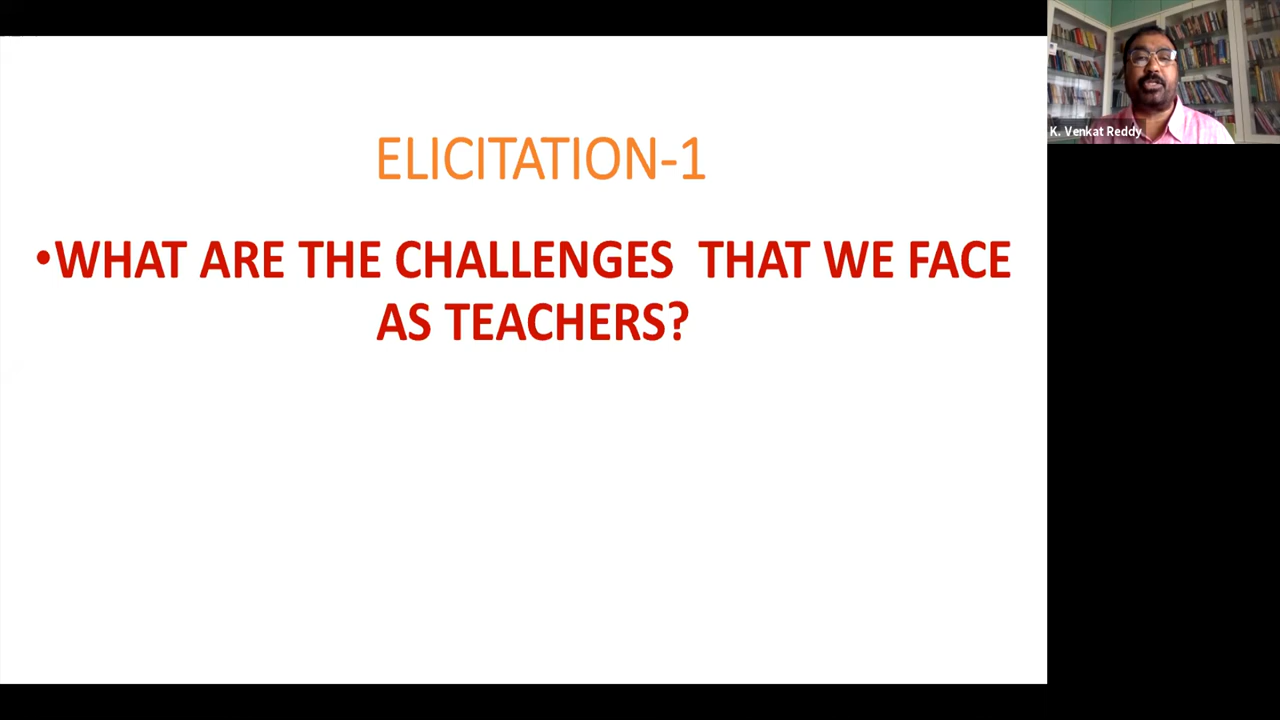 ELICITATION-1
•WHAT ARE THE CHALLENGES THAT WE FACE
AS TEACHERS?
K. Venkat Reddy